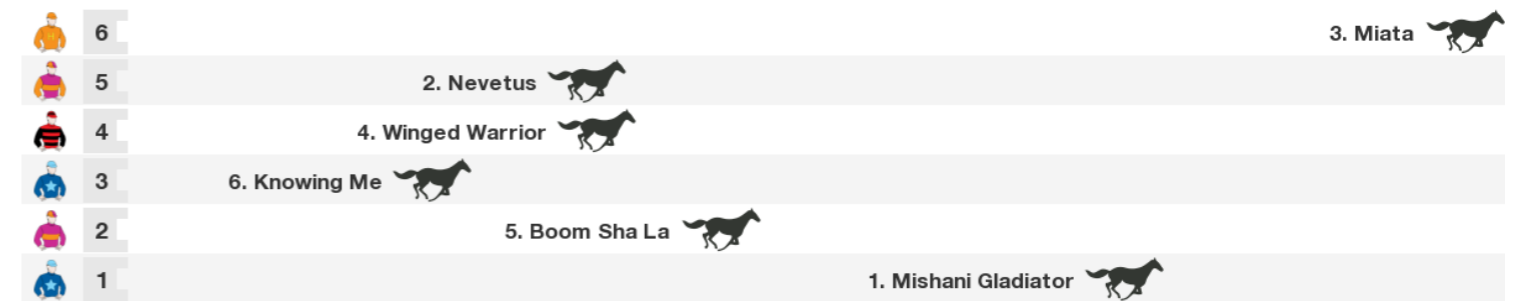 6 3. Miata
5 2. Nevetus
4 4. Winged Warrior
3 6. Knowing Me
2 5. Boom Sha La
1 1. Mishani Gladiator